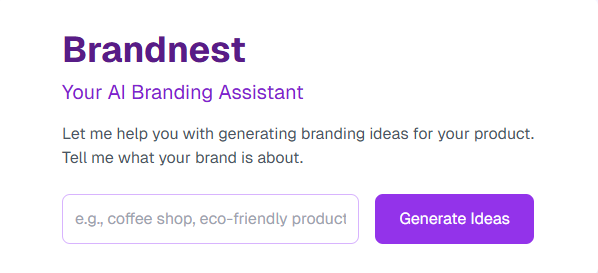 Brandnest
Your AI Branding Assistant
Let me help you with generating branding ideas for your product.
Tell me what your brand is about.
e.g., coffee shop, eco-friendly product
Generate Ideas